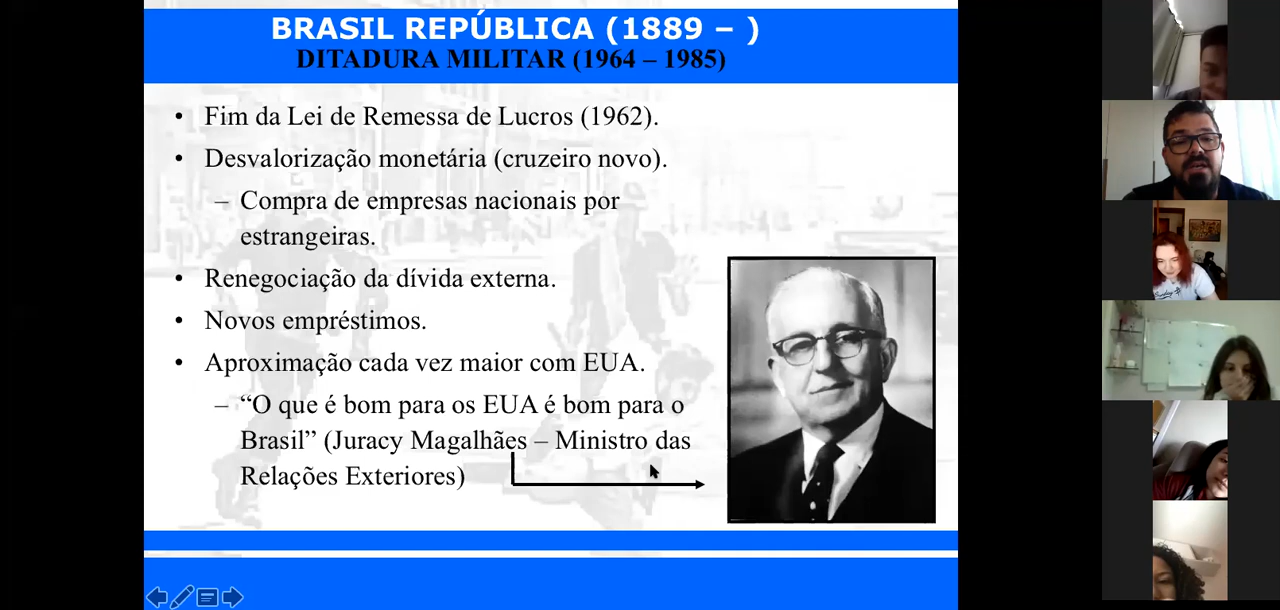 BRASIL REPÚBLICA (1889 – )
DITADURA MILITAR (1964 – 1985)
• Fim da Lei de Remessa de Lucros (1962).
• Desvalorização monetária (cruzeiro novo).
– Compra de empresas nacionais por
estrangeiras.
• Renegociação da dívida externa.
• Novos empréstimos.
• Aproximação cada vez maior com EUA.
– “O que é bom para os EUA é bom para o
Brasil” (Juracy Magalhães – Ministro das
Relações Exteriores)